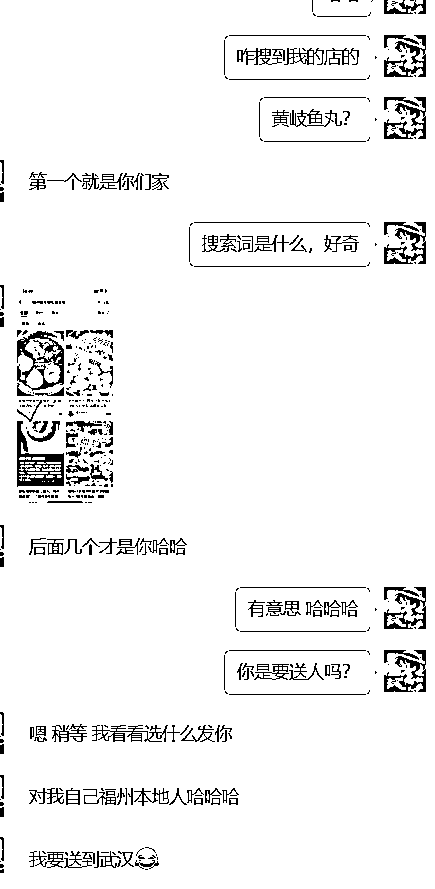 咋搜到我的店的
黄岐鱼丸？
第一个就是你们家
搜索词是什么，好奇
后面几个才是你哈哈
有意思 哈哈哈
你是要送人吗？
嗯 稍等 我看看选什么发你
对我自己福州本地人哈哈哈
我要送到武汉😂